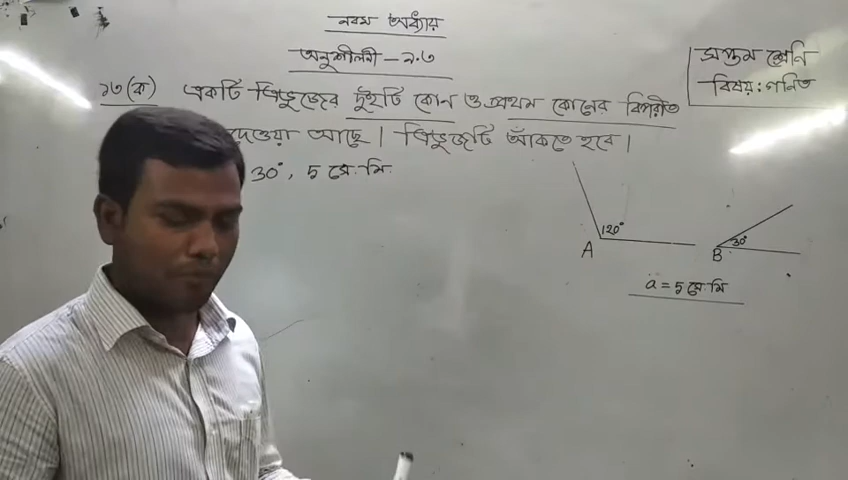 নবম অধ্যায়
অনুশীলনী - ৯.৩
সপ্তম শ্রেণি
বিষয়: গণিত
১৩(ক) একটি ত্রিভুজের দুইটি কোন ও প্রথম কোনের বিপরীত
দেওয়া আছে। ত্রিভুজটি আঁকতে হবে।
30°, 5 সে. মি.
120°
A
30°
B
a = 5 সে. মি